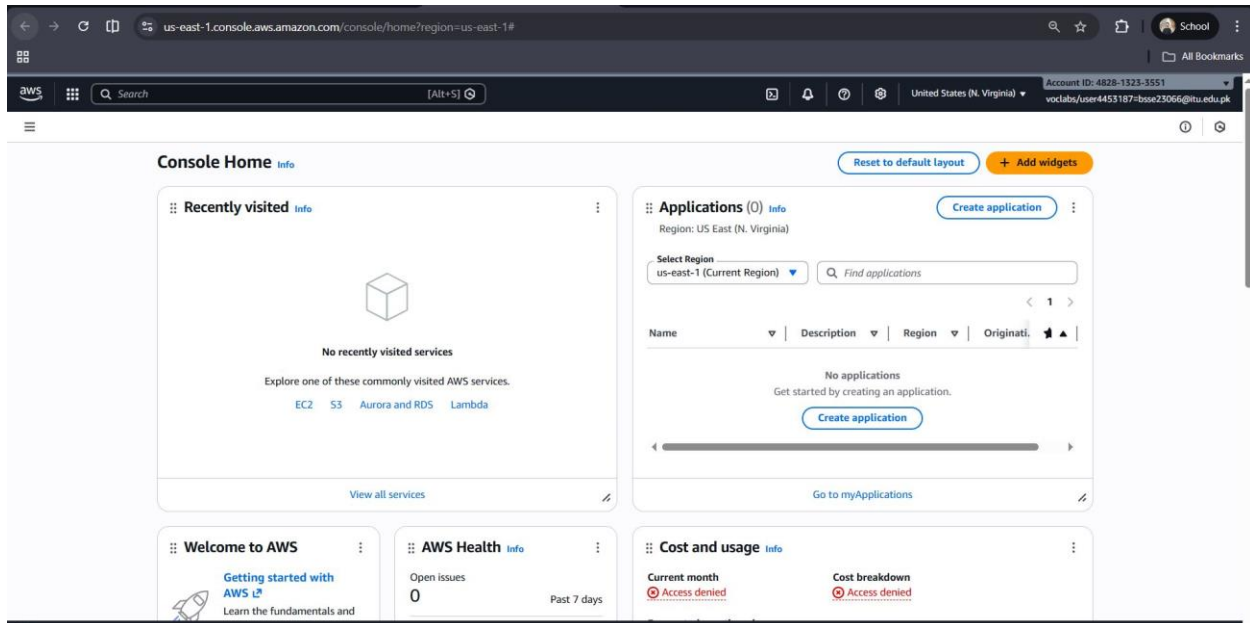 us-east-1.console.aws.amazon.com/console/home?region=us-east-1#
School
All Bookmarks
aws
Search
[Alt+S]
United States (N. Virginia)
Account ID: 4828-1323-3551
voclabs/user4453187=bsse23066@itu.edu.pk
Console Home Info
Reset to default layout
+ Add widgets
Recently visited Info
No recently visited services
Explore one of these commonly visited AWS services.
EC2 S3 Aurora and RDS Lambda
View all services
Applications (0) Info
Create application
Region: US East (N. Virginia)
Select Region
us-east-1 (Current Region)
Find applications
1
Name Description Region Originati.
No applications
Get started by creating an application.
Create application
Go to myApplications
Welcome to AWS
Getting started with
AWS
Learn the fundamentals and
AWS Health Info
Open issues
0
Past 7 days
Cost and usage Info
Current month
Access denied
Cost breakdown
Access denied